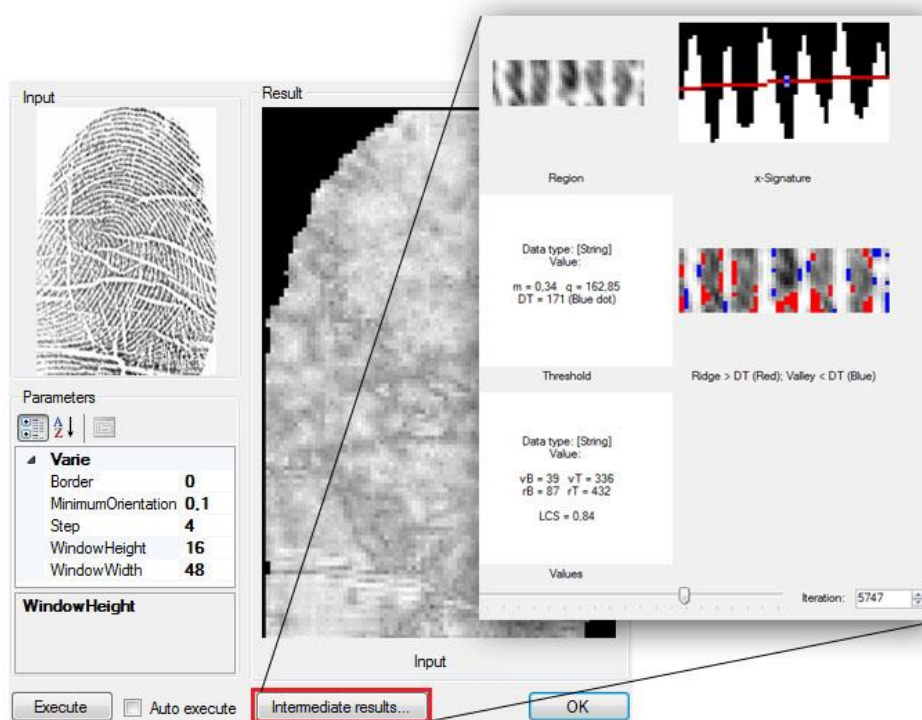 Input
Result
Region
x-Signature
Data type: [String]
Value:
m = 0,34 q = 162,85
DT = 171 (Blue dot)
Threshold
Ridge > DT (Red); Valley < DT (Blue)
Data type: [String]
Value:
vB = 39 vT = 336
rB = 87 rT = 432
LCS = 0,84
Values
Iteration: 5747
Parameters
Varie
Border 0
MinimumOrientation 0,1
Step 4
WindowHeight 16
WindowWidth 48
WindowHeight
Input
Execute
Auto execute
Intermediate results...
OK